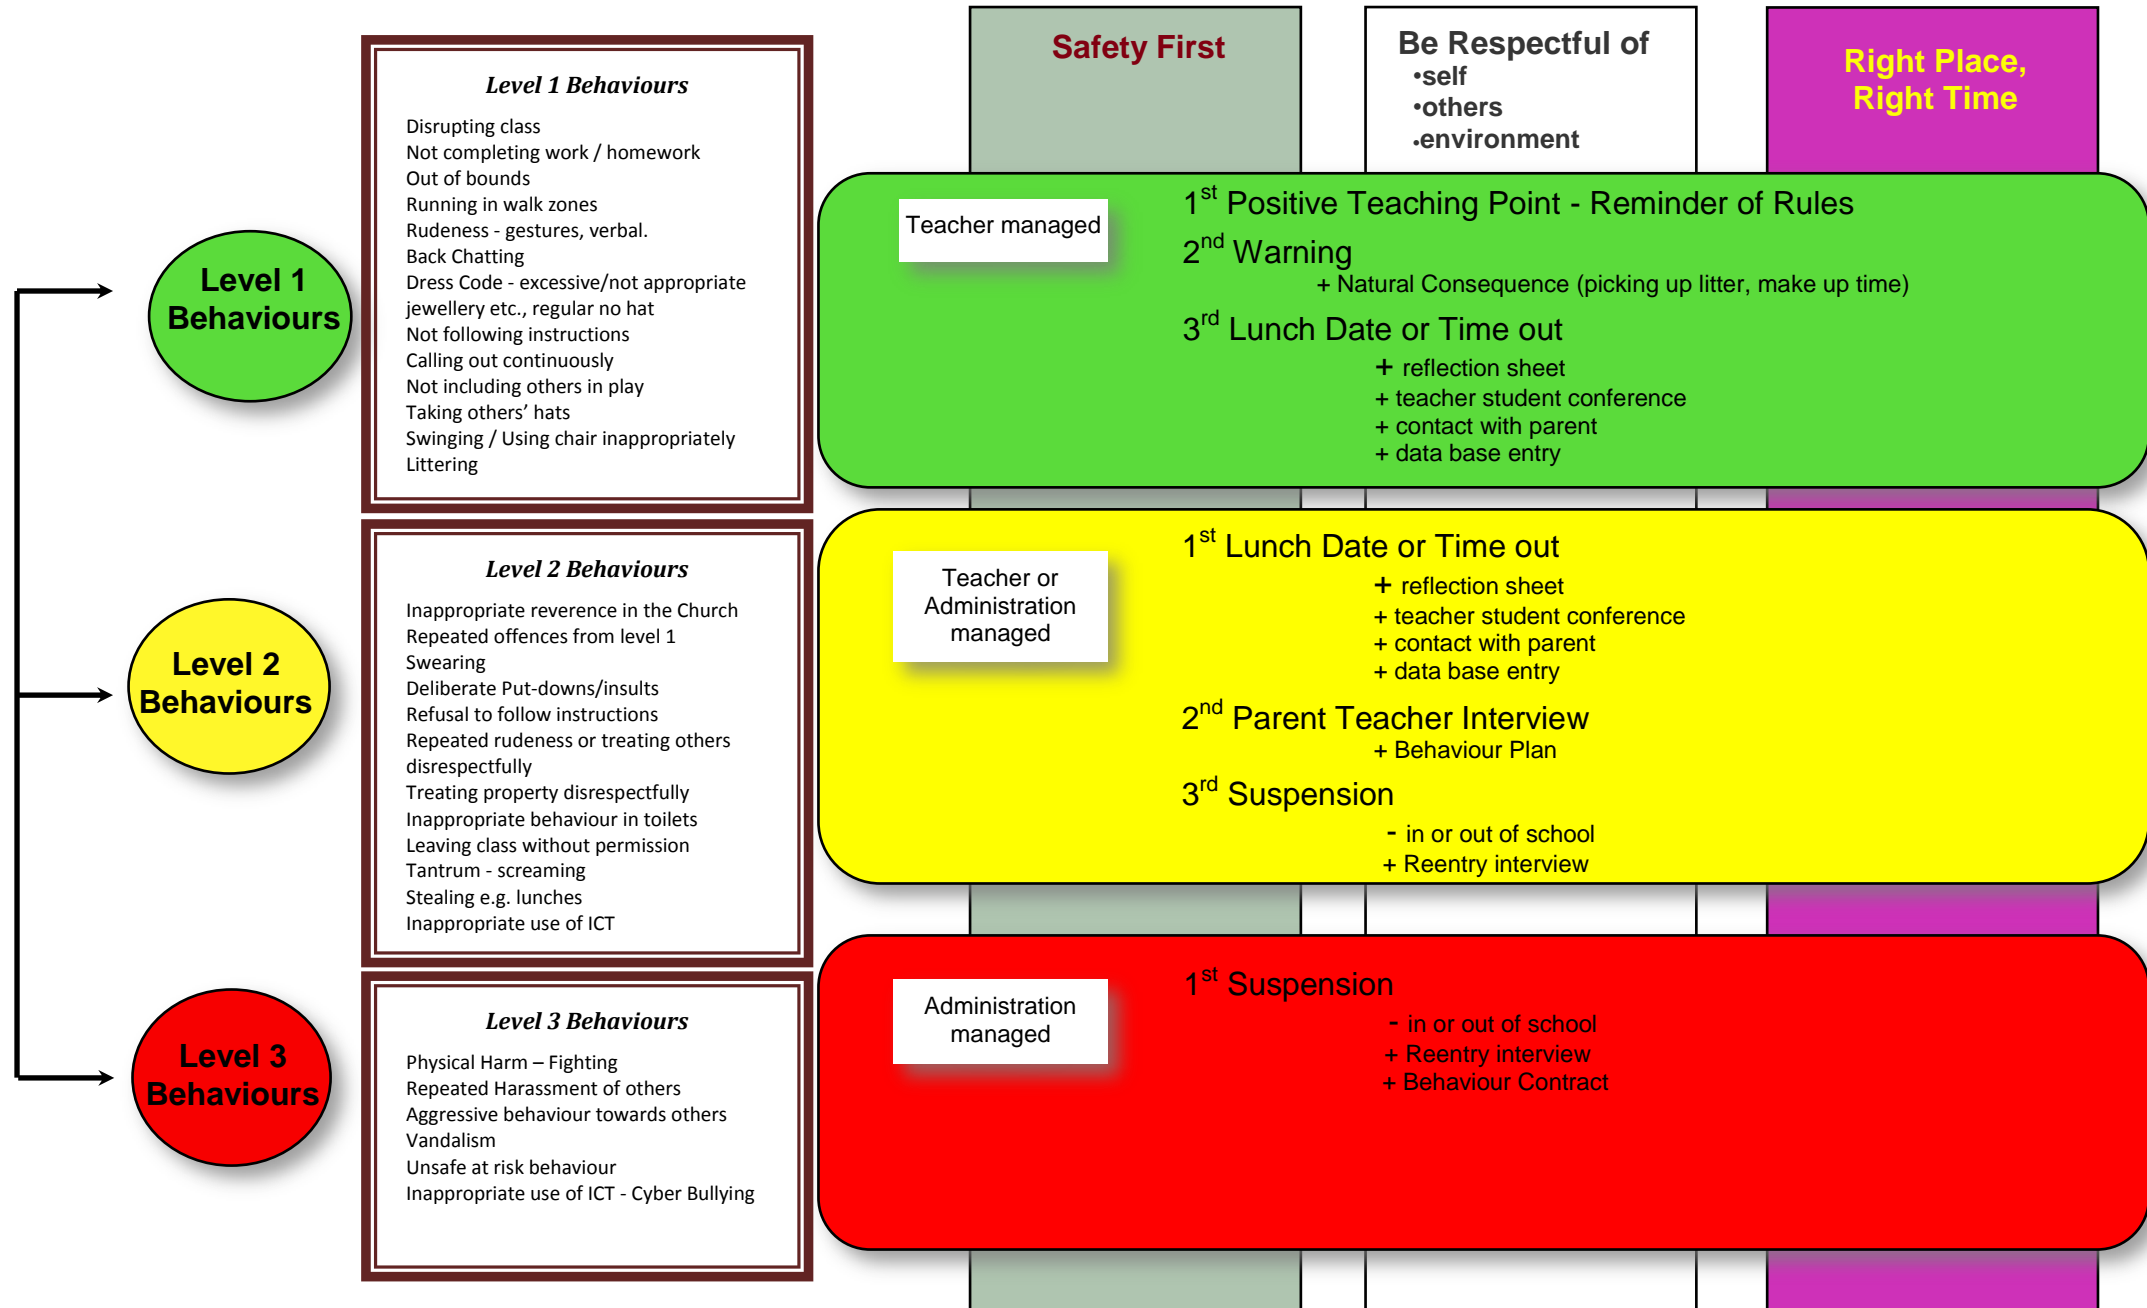 Safety First
Be Respectful of
•self
•others
•environment
Right Place,
Right Time
Level 1
Behaviours
Level 1 Behaviours
Disrupting class
Not completing work / homework
Out of bounds
Running in walk zones
Rudeness - gestures, verbal.
Back Chatting
Dress Code - excessive/not appropriate
jewellery etc., regular no hat
Not following instructions
Calling out continuously
Not including others in play
Taking others’ hats
Swinging / Using chair inappropriately
Littering
Teacher managed
1st Positive Teaching Point - Reminder of Rules
2nd Warning
+ Natural Consequence (picking up litter, make up time)
3rd Lunch Date or Time out
+ reflection sheet
+ teacher student conference
+ contact with parent
+ data base entry
Level 2
Behaviours
Level 2 Behaviours
Inappropriate reverence in the Church
Repeated offences from level 1
Swearing
Deliberate Put-downs/insults
Refusal to follow instructions
Repeated rudeness or treating others
disrespectfully
Treating property disrespectfully
Inappropriate behaviour in toilets
Leaving class without permission
Tantrum - screaming
Stealing e.g. lunches
Inappropriate use of ICT
Teacher or
Administration
managed
1st Lunch Date or Time out
+ reflection sheet
+ teacher student conference
+ contact with parent
+ data base entry
2nd Parent Teacher Interview
+ Behaviour Plan
3rd Suspension
- in or out of school
+ Reentry interview
Level 3
Behaviours
Level 3 Behaviours
Physical Harm – Fighting
Repeated Harassment of others
Aggressive behaviour towards others
Vandalism
Unsafe at risk behaviour
Inappropriate use of ICT - Cyber Bullying
Administration
managed
1st Suspension
- in or out of school
+ Reentry interview
+ Behaviour Contract